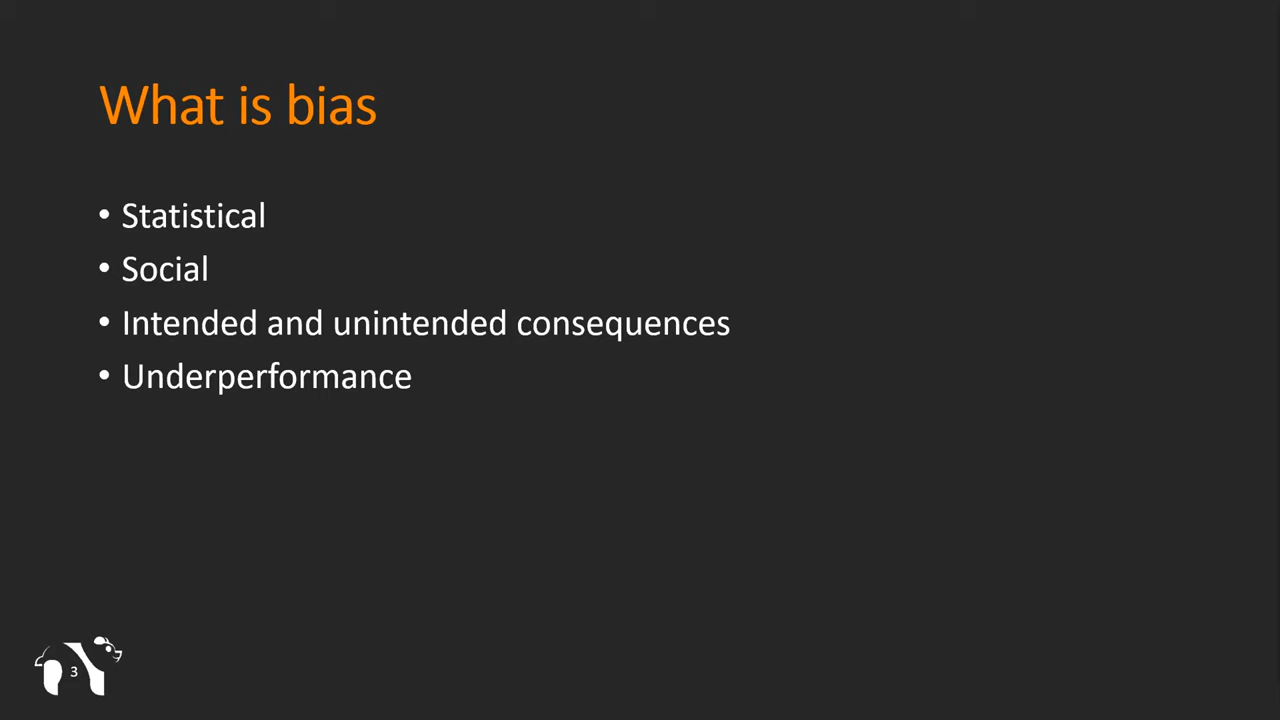 What is bias
• Statistical
• Social
• Intended and unintended consequences
• Underperformance
3